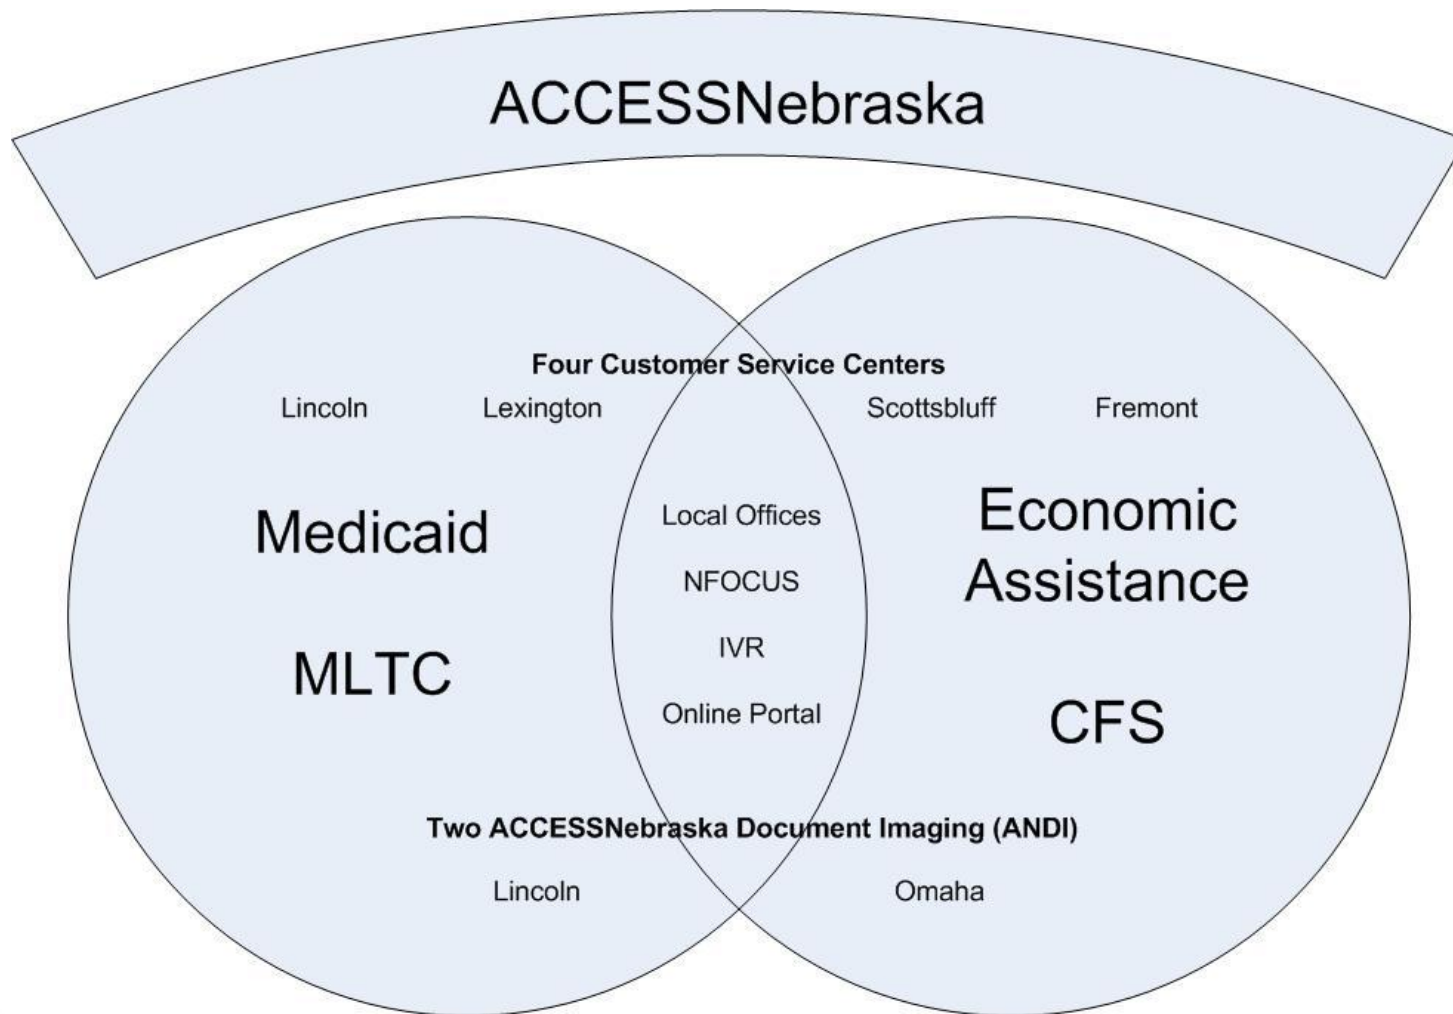 ACCESSNebraska
Four Customer Service Centers
Lincoln Lexington Scottsbluff Fremont
Medicaid
MLTC
Local Offices
NFOCUS
IVR
Online Portal
Economic
Assistance
CFS
Two ACCESSNebraska Document Imaging (ANDI)
Lincoln Omaha